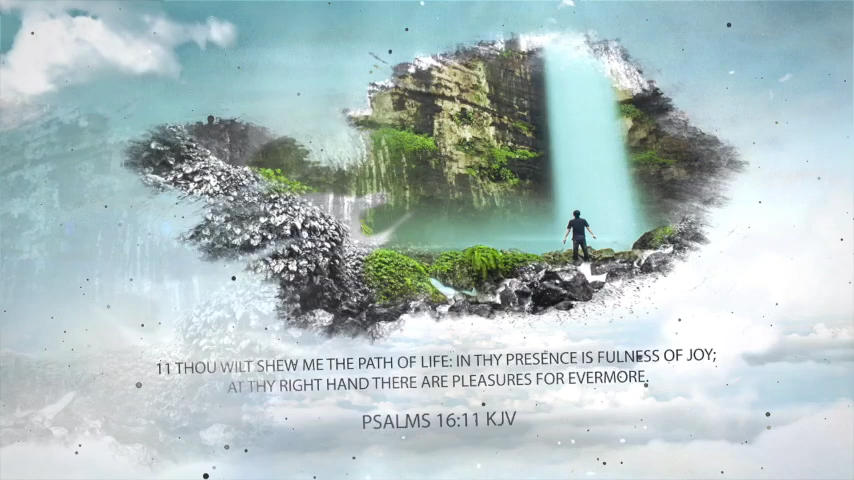 11 THOU WILT SHEW ME THE PATH OF LIFE: IN THY PRESENCE IS FULNESS OF JOY;
AT THY RIGHT HAND THERE ARE PLEASURES FOR EVERMORE.
PSALMS 16:11 KJV